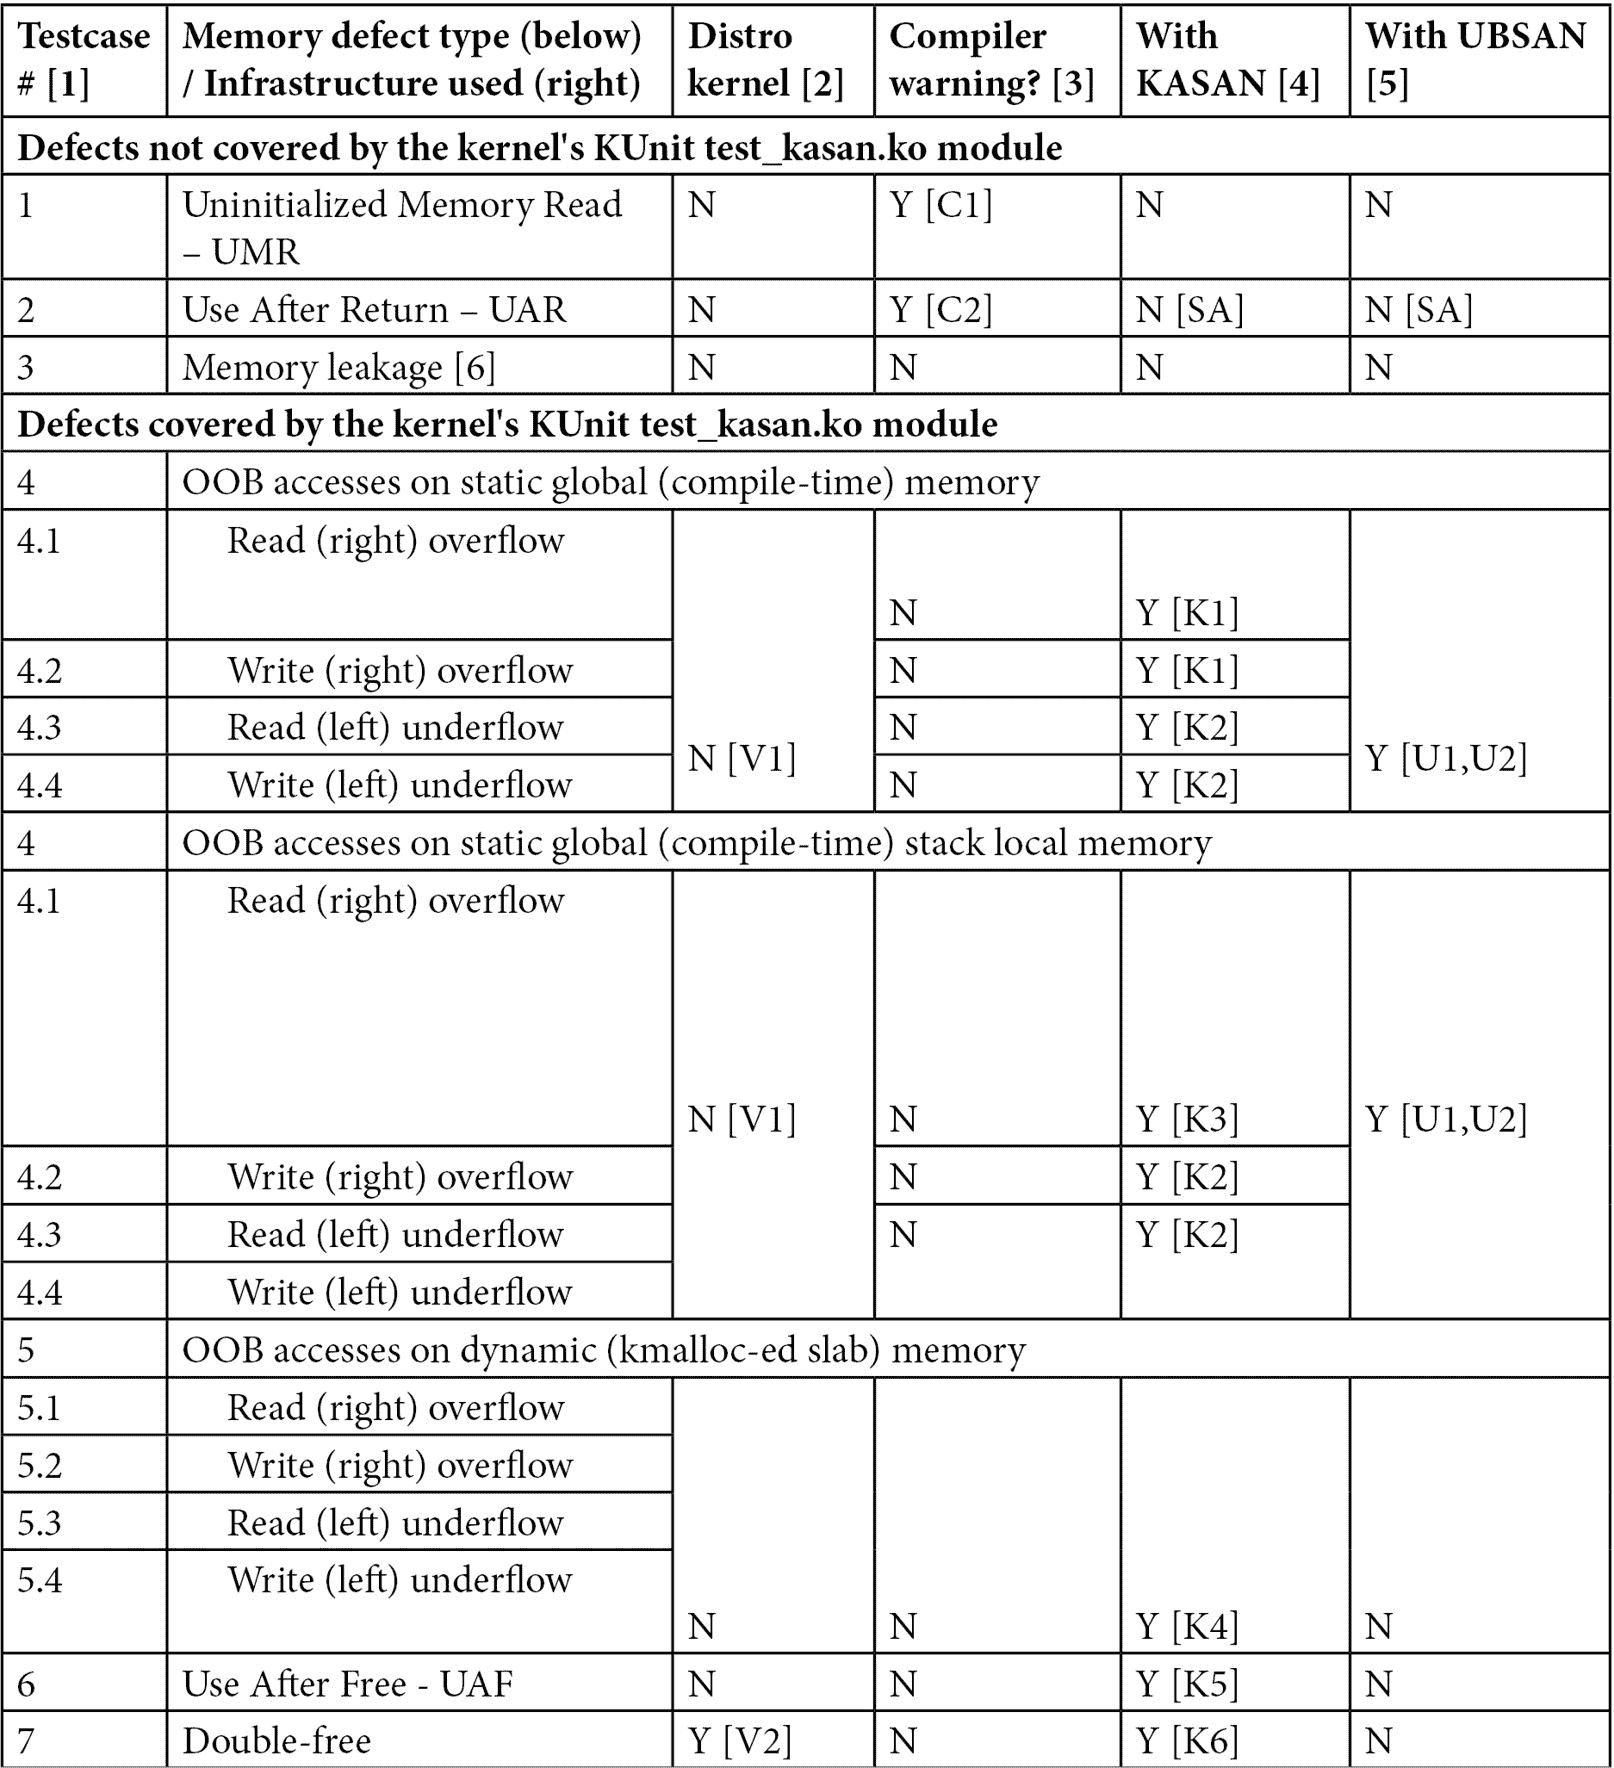 Testcase # [1] Memory defect type (below) / Infrastructure used (right) Distro kernel [2] Compiler warning? [3] With KASAN [4] With UBSAN [5]
Defects not covered by the kernel's KUnit test_kasan.ko module
1 Uninitialized Memory Read – UMR N Y [C1] N N
2 Use After Return – UAR N Y [C2] N [SA] N [SA]
3 Memory leakage [6] N N N N
Defects covered by the kernel's KUnit test_kasan.ko module
4 OOB accesses on static global (compile-time) memory
4.1 Read (right) overflow N Y [K1]
4.2 Write (right) overflow N Y [K1]
4.3 Read (left) underflow N Y [K2]
N [V1] Y [U1,U2]
4.4 Write (left) underflow N Y [K2]
4 OOB accesses on static global (compile-time) stack local memory
4.1 Read (right) overflow
N [V1] N Y [K3] Y [U1,U2]
4.2 Write (right) overflow N Y [K2]
4.3 Read (left) underflow N Y [K2]
4.4 Write (left) underflow
5 OOB accesses on dynamic (kmalloc-ed slab) memory
5.1 Read (right) overflow
5.2 Write (right) overflow
5.3 Read (left) underflow
5.4 Write (left) underflow
N N Y [K4] N
6 Use After Free - UAF N N Y [K5] N
7 Double-free Y [V2] N Y [K6] N